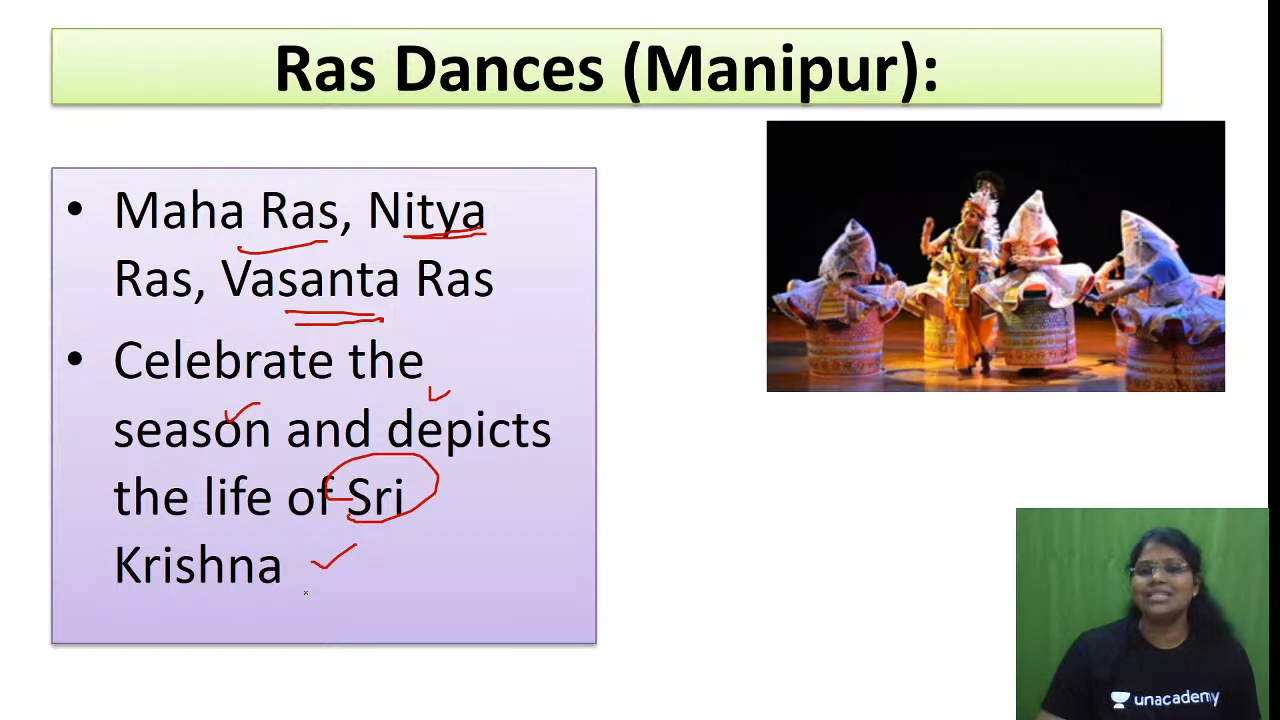 Ras Dances (Manipur):
• Maha Ras, Nitya
Ras, Vasanta Ras
• Celebrate the
season and depicts
the life of Sri
Krishna
unacademy